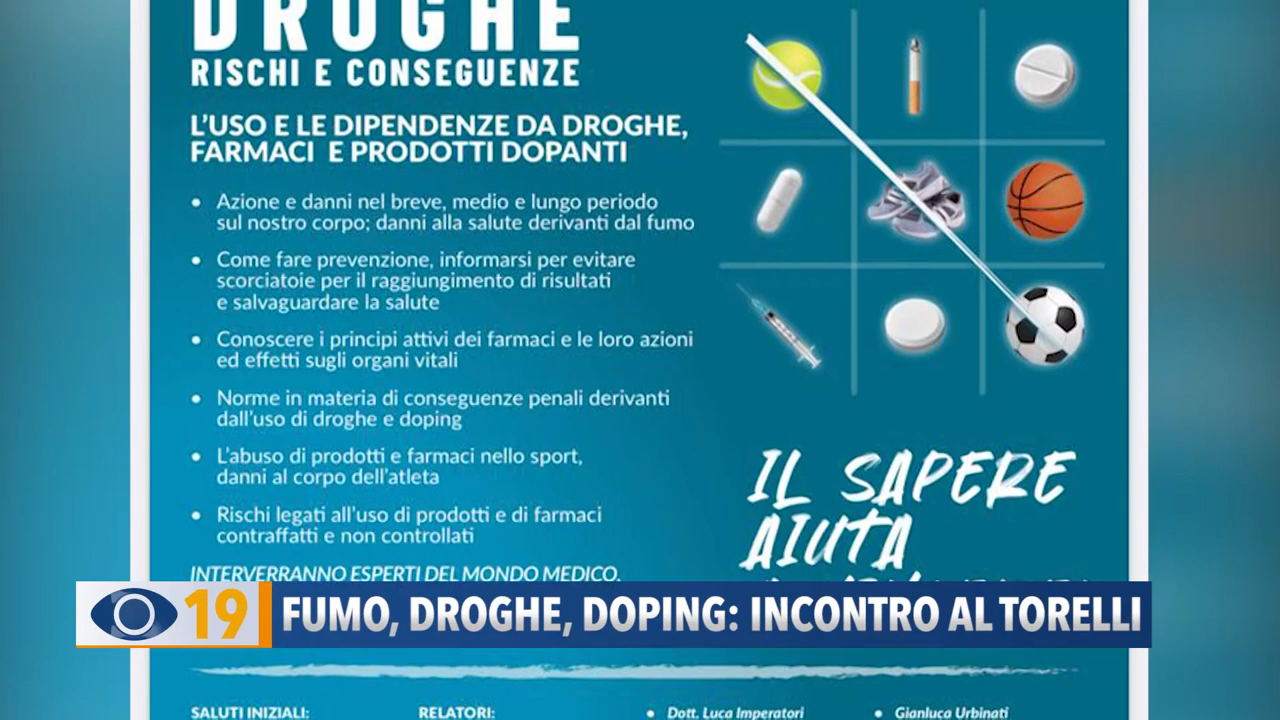 DROGHE
RISCHI E CONSEGUENZE
L'USO E LE DIPENDENZE DA DROGHE,
FARMACI E PRODOTTI DOPANTI
• Azione e danni nel breve, medio e lungo periodo
sul nostro corpo; danni alla salute derivanti dal fumo
• Come fare prevenzione, informarsi per evitare
scorciatoie per il raggiungimento di risultati
e salvaguardare la salute
• Conoscere i principi attivi dei farmaci e le loro azioni
ed effetti sugli organi vitali
• Norme in materia di conseguenze penali derivanti
dall'uso di droghe e doping
• L'abuso di prodotti e farmaci nello sport,
danni al corpo dell'atleta
• Rischi legati all'uso di prodotti e di farmaci
contraffatti e non controllati
INTERVERRANNO ESPERTI DEL MONDO MEDICO,
IL SAPERE
AIUTA
19 FUMO, DROGHE, DOPING: INCONTRO AL TORELLI
SALUTI INIZIALI:
RELATORI:
• Dott. Luca Imperatori
• Gianluca Urbinati